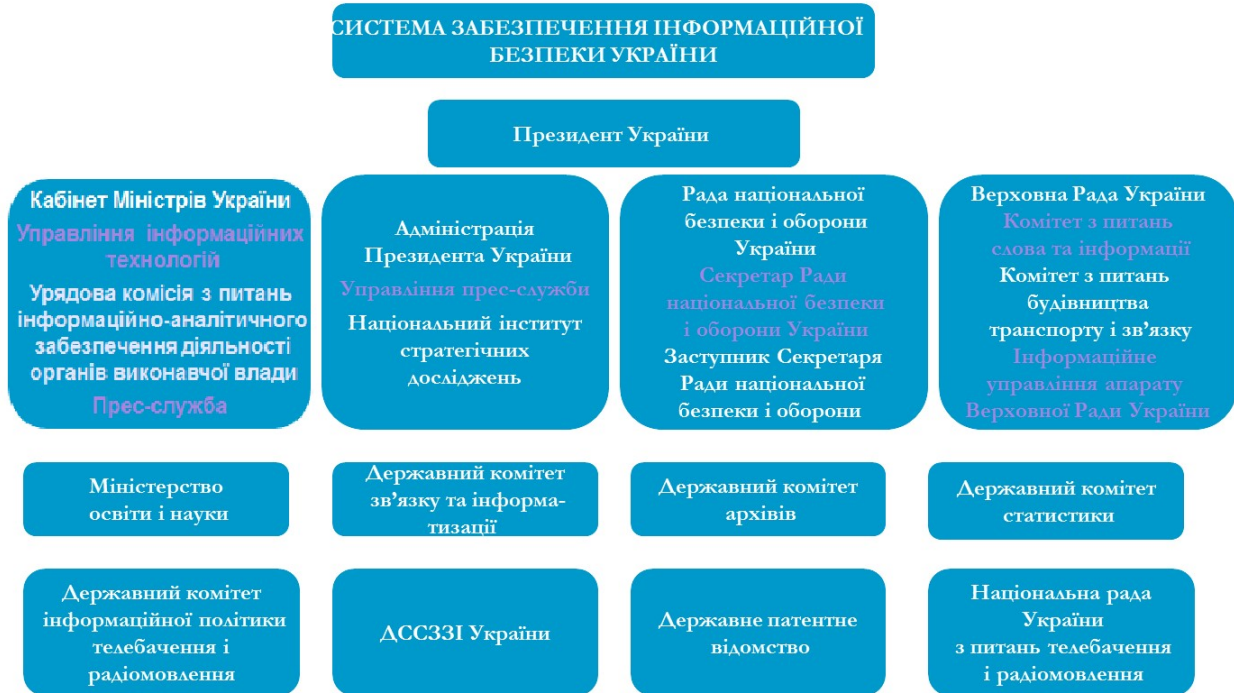 СИСТЕМА ЗАБЕЗПЕЧЕННЯ ІНФОРМАЦІЙНОЇ
БЕЗПЕКИ УКРАЇНИ
Президент України
Кабінет Міністрів України
Управління інформаційних
технологій
Урядова комісія з питань
інформаційно-аналітичного
забезпечення діяльності
органів виконавчої влади
Прес-служба
Адміністрація
Президента України
Управління прес-служби
Національний інститут
стратегічних
досліджень
Рада національної
безпеки і оборони
України
Секретар Ради
національної безпеки
і оборони України
Заступник Секретаря
Ради національної
безпеки і оборони
Верховна Рада України
Комітет з питань
слова та інформації
Комітет з питань
будівництва
транспорту і зв’язку
Інформаційне
управління апарату
Верховної Ради України
Міністерство
освіти і науки
Державний комітет
зв’язку та інформа-
тизації
Державний комітет
архівів
Державний комітет
статистики
Державний комітет
інформаційної політики
телебачення і
радіомовлення
ДССЗЗІ України
Державне патентне
відомство
Національна рада
України
з питань телебачення
і радіомовлення